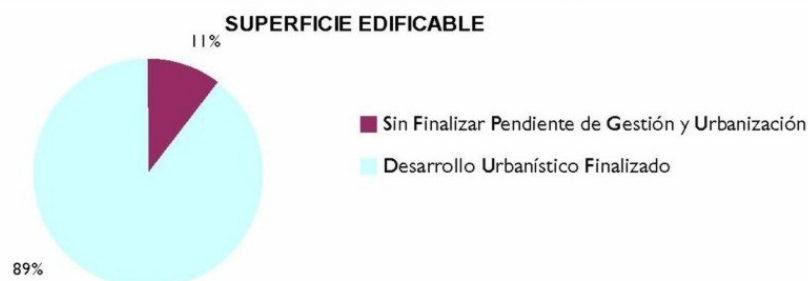 SUPERFICIE EDIFICABLE
11%
Sin Finalizar Pendiente de Gestión y Urbanización
Desarrollo Urbanístico Finalizado
89%